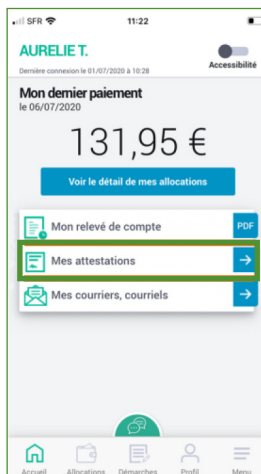 SFR 11:22
AURELIE T.
Dernière connexion le 01/07/2020 à 10:28
Accessibilité
Mon dernier paiement
le 06/07/2020
131,95 €
Voir le détail de mes allocations
Mon relevé de compte PDF
Mes attestations
Mes courriers, courriels
Accueil Allocations Démarches Profil Menu